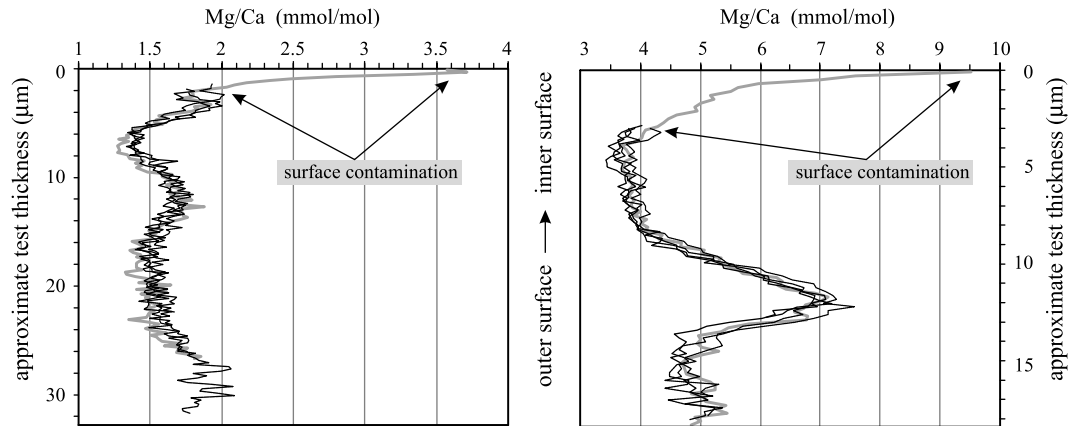 Mg/Ca (mmol/mol)
1 1.5 2 2.5 3 3.5 4
approximate test thickness (µm)
0
10
20
30
surface contamination
outer surface → inner surface
Mg/Ca (mmol/mol)
3 4 5 6 7 8 9 10
surface contamination
0
5
10
15
approximate test thickness (µm)